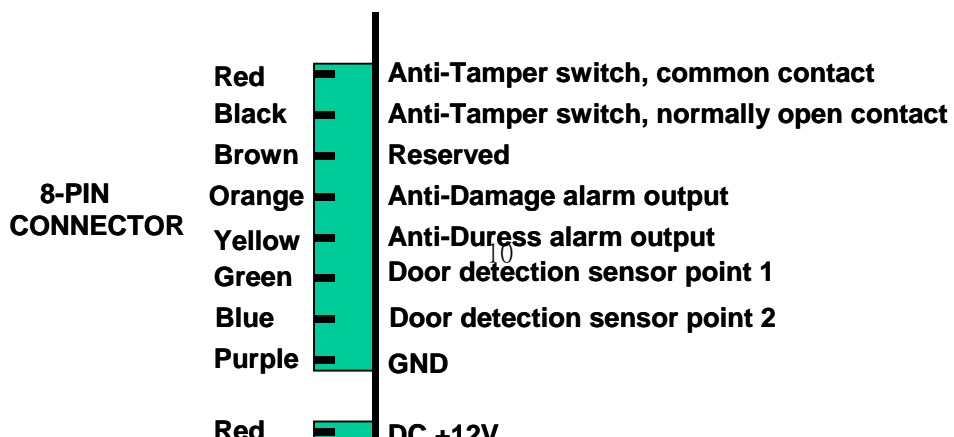 Red Anti-Tamper switch, common contact
Black Anti-Tamper switch, normally open contact
Brown Reserved
8-PIN
CONNECTOR
Orange Anti-Damage alarm output
Yellow Anti-Duress alarm output
10
Green Door detection sensor point 1
Blue Door detection sensor point 2
Purple GND
Red DC +12V